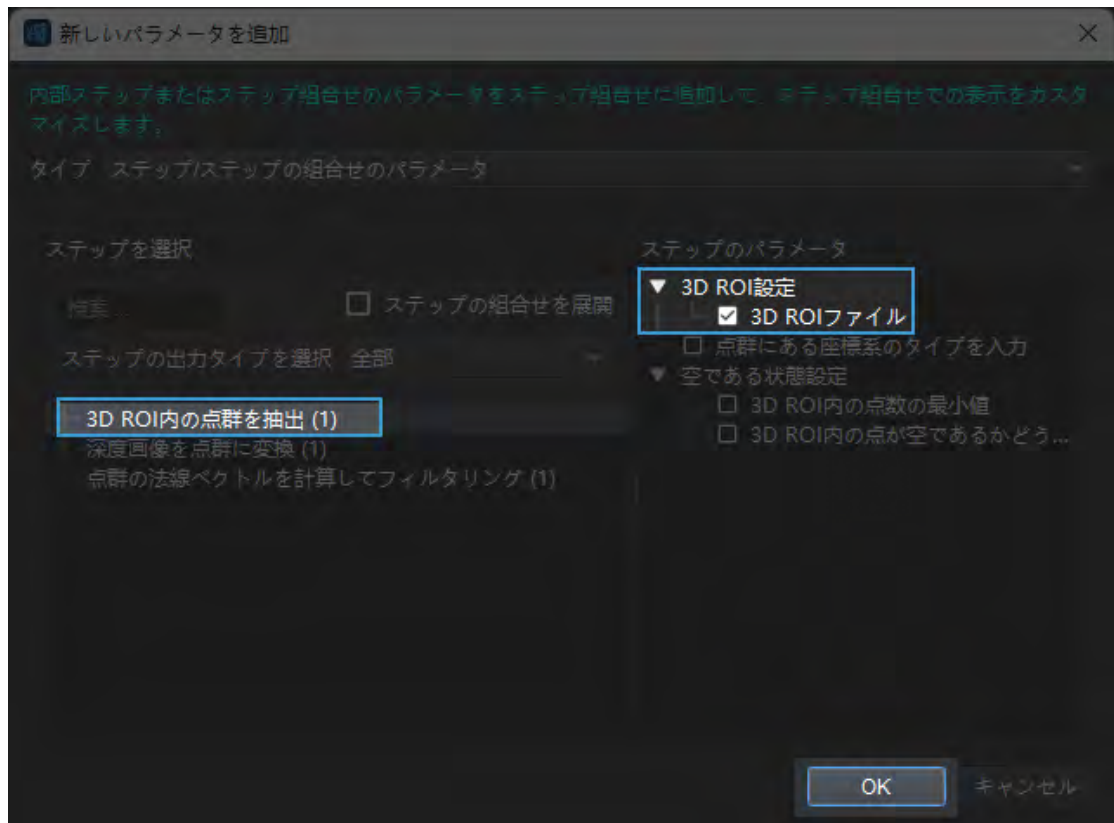 新しいパラメータを追加
内部ステップまたはステップ組合せのパラメータをステップ組合せに追加して、ステップ組合せでの表示をカスタ
マイズします。
タイプ ステップ/ステップの組合せのパラメータ
ステップを選択
検索...
ステップの組合せを展開
ステップの出力タイプを選択 全部
3D ROI内の点群を抽出 (1)
深度画像を点群に変換 (1)
点群の法線ベクトルを計算してフィルタリング (1)
ステップのパラメータ
3D ROI設定
3D ROIファイル
点群にある座標系のタイプを入力
空である状態設定
3D ROI内の点数の最小値
3D ROI内の点が空であるかどう...
OK
キャンセル